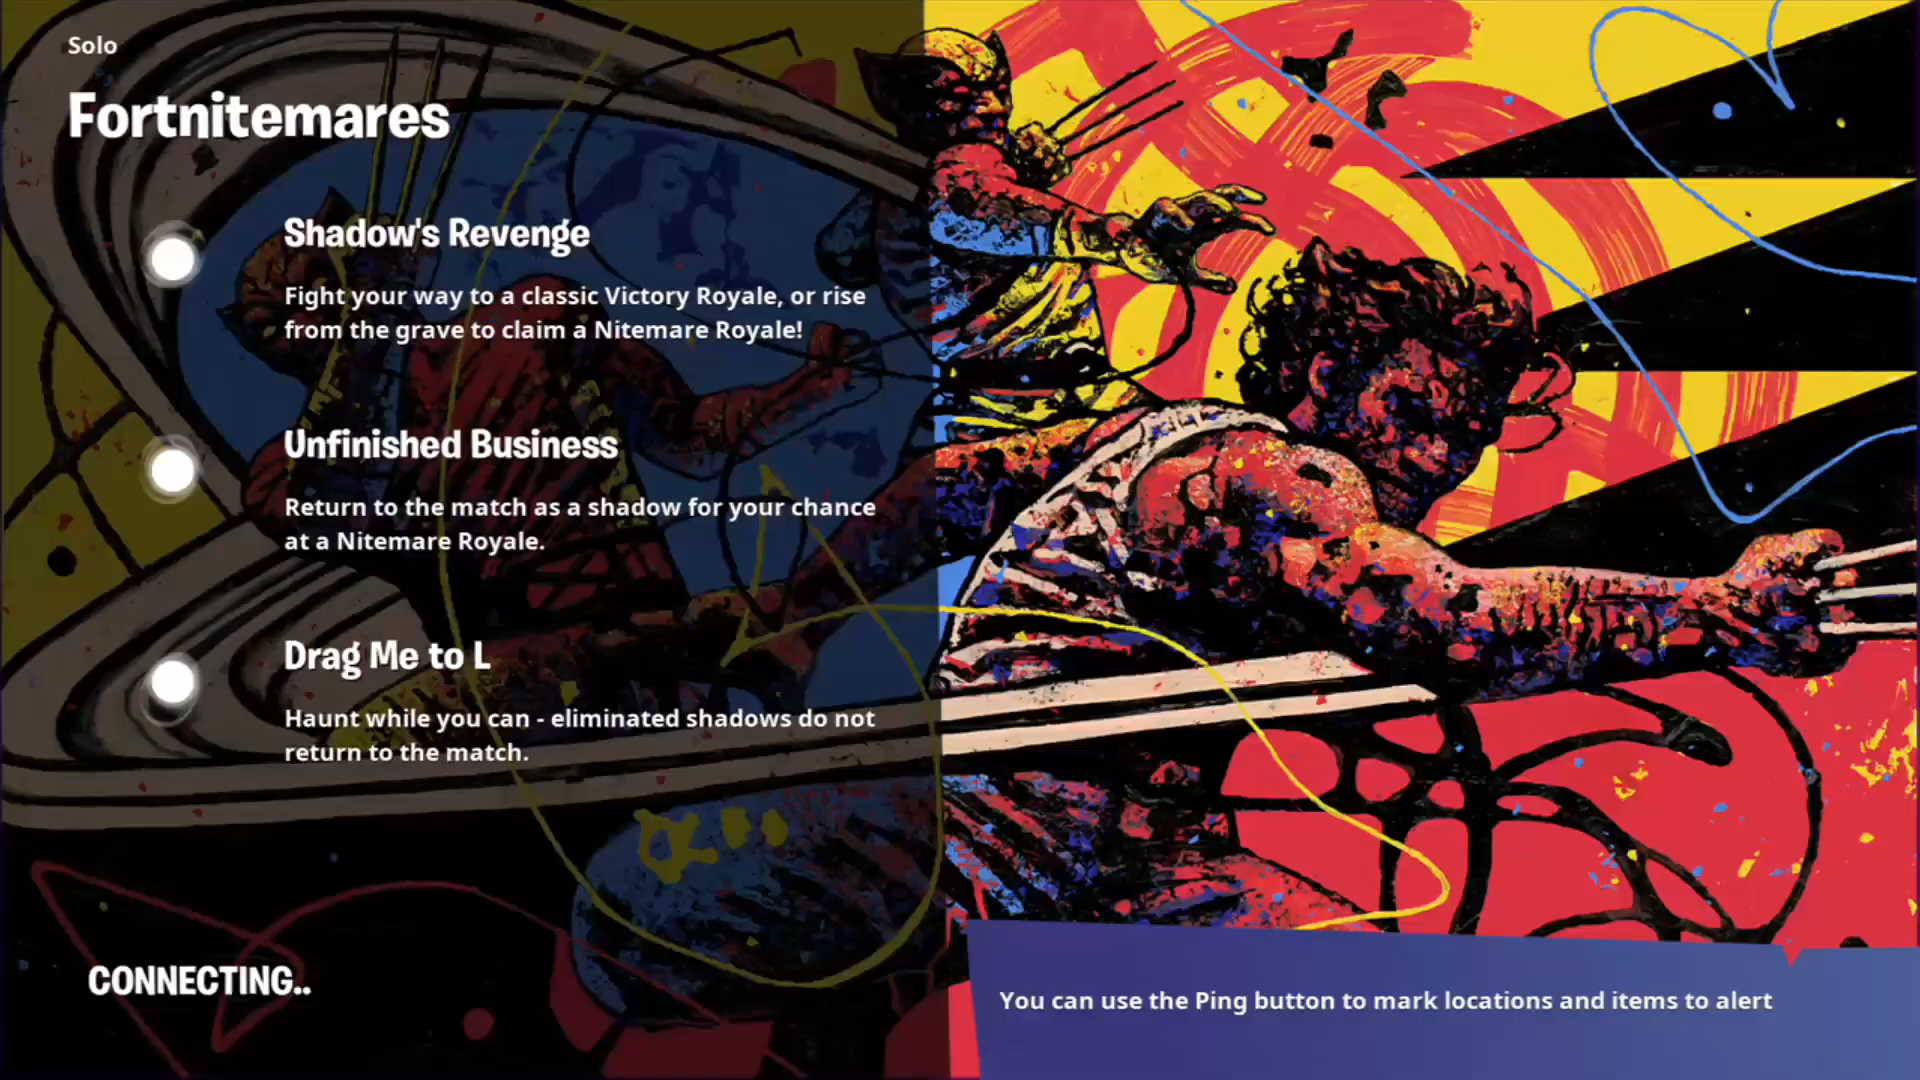 Solo
Fortnitemares
Shadow's Revenge
Fight your way to a classic Victory Royale, or rise
from the grave to claim a Nitemare Royale!
Unfinished Business
Return to the match as a shadow for your chance
at a Nitemare Royale.
Drag Me to L
Haunt while you can - eliminated shadows do not
return to the match.
CONNECTING..
You can use the Ping button to mark locations and items to alert